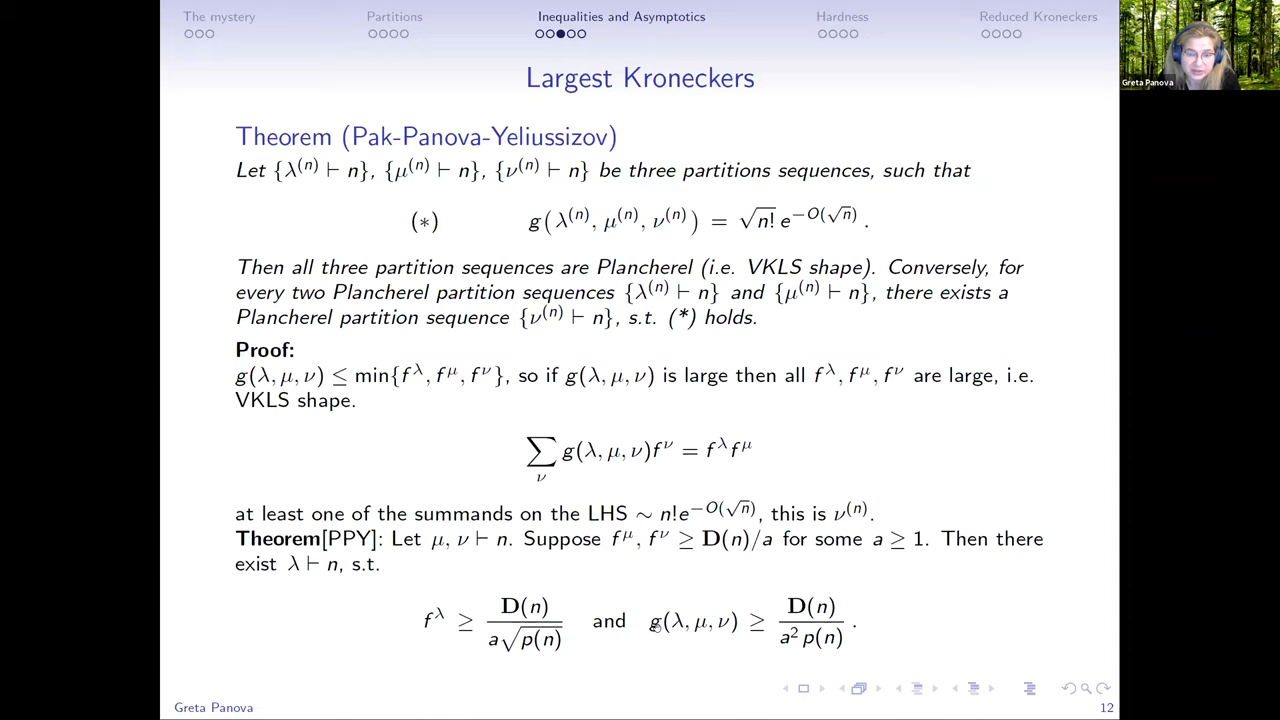 The mystery Partitions Inequalities and Asymptotics Hardness Reduced Kroneckers
Largest Kroneckers
Theorem (Pak-Panova-Yeliussizov)
Let {λ⁽ⁿ⁾ ⊢ n}, {μ⁽ⁿ⁾ ⊢ n}, {ν⁽ⁿ⁾ ⊢ n} be three partitions sequences, such that
(∗) g(λ⁽ⁿ⁾, μ⁽ⁿ⁾, ν⁽ⁿ⁾) = √n! e^{−O(√n)} .
Then all three partition sequences are Plancherel (i.e. VKLS shape). Conversely, for
every two Plancherel partition sequences {λ⁽ⁿ⁾ ⊢ n} and {μ⁽ⁿ⁾ ⊢ n}, there exists a
Plancherel partition sequence {ν⁽ⁿ⁾ ⊢ n}, s.t. (*) holds.
Proof:
g(λ, μ, ν) ≤ min{f^λ, f^μ, f^ν}, so if g(λ, μ, ν) is large then all f^λ, f^μ, f^ν are large, i.e.
VKLS shape.
∑_ν g(λ, μ, ν)f^ν = f^λ f^μ
at least one of the summands on the LHS ∼ n!e^{−O(√n)}, this is ν⁽ⁿ⁾.
Theorem[PPY]: Let μ, ν ⊢ n. Suppose f^μ, f^ν ≥ D(n)/a for some a ≥ 1. Then there
exist λ ⊢ n, s.t.
f^λ ≥ D(n) / a√p(n) and g(λ, μ, ν) ≥ D(n) / a² p(n) .
Greta Panova 12
Greta Panova